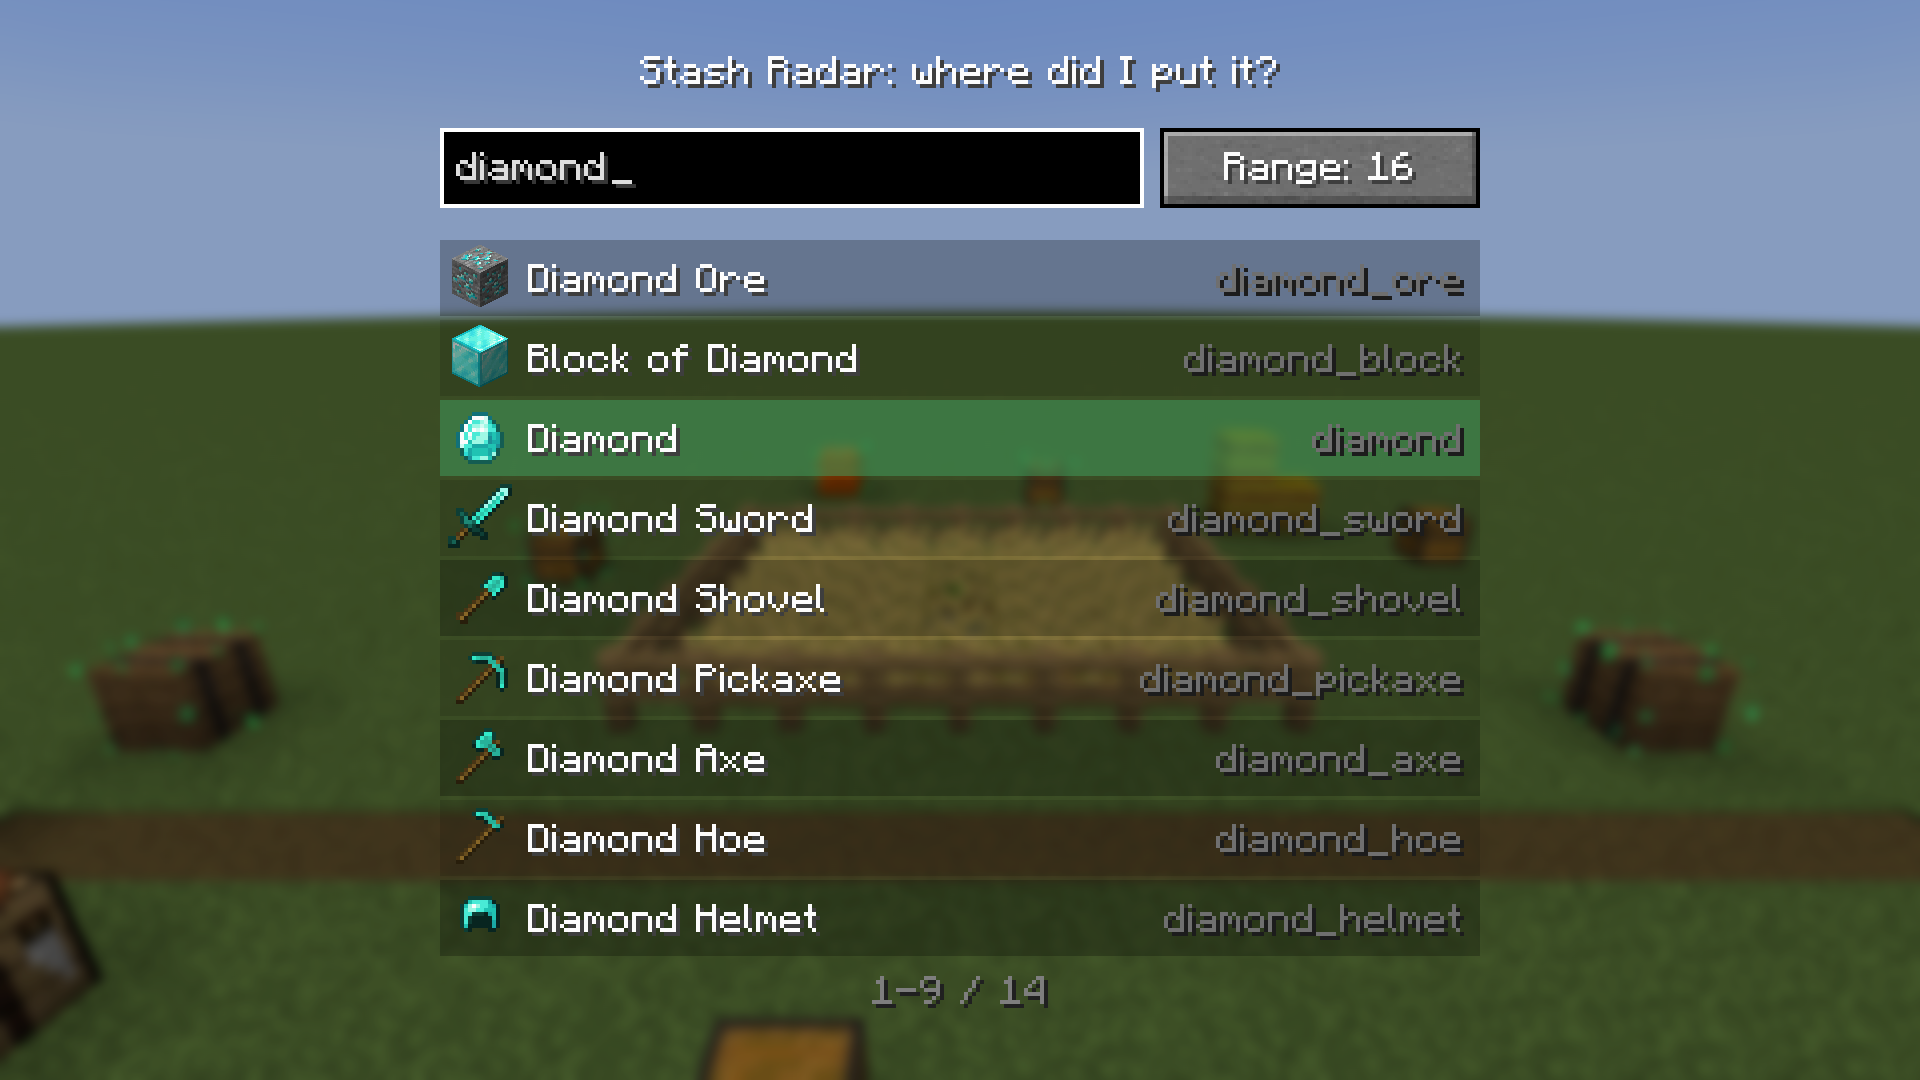 Stash Radar: where did I put it?
diamond_
Range: 16
Diamond Ore diamond_ore
Block of Diamond diamond_block
Diamond diamond
Diamond Sword diamond_sword
Diamond Shovel diamond_shovel
Diamond Pickaxe diamond_pickaxe
Diamond Axe diamond_axe
Diamond Hoe diamond_hoe
Diamond Helmet diamond_helmet
1-9 / 14